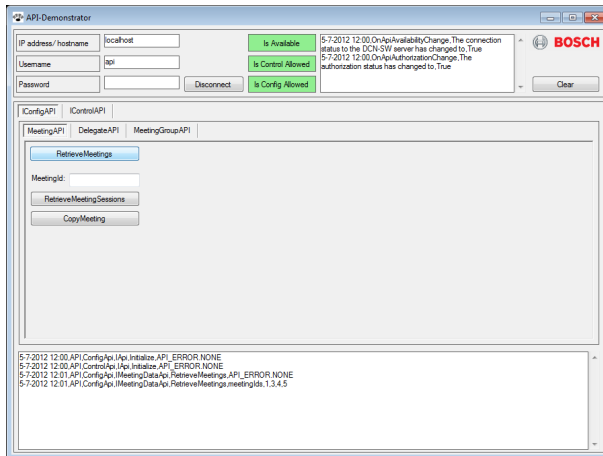 API-Demonstrator
IP address/ hostname
localhost
Is Available
5-7-2012 12:00,OnApiAvailabilityChange,The connection
status to the DCN-SW server has changed to,True
5-7-2012 12:00,OnApiAuthorizationChange,The
authorization status has changed to,True
BOSCH
Username
api
Is Control Allowed
Password
Disconnect
Is Config Allowed
Clear
IConfigAPI
IControlAPI
MeetingAPI
DelegateAPI
MeetingGroupAPI
RetrieveMeetings
MeetingId:
RetrieveMeetingSessions
CopyMeeting
5-7-2012 12:00,API,ConfigApi,IApi,Initialize,API_ERROR.NONE
5-7-2012 12:00,API,ControlApi,IApi,Initialize,API_ERROR.NONE
5-7-2012 12:01,API,ConfigApi,IMeetingDataApi,RetrieveMeetings,API_ERROR.NONE
5-7-2012 12:01,API,ConfigApi,IMeetingDataApi,RetrieveMeetings,meetingIds,1,3,4,5